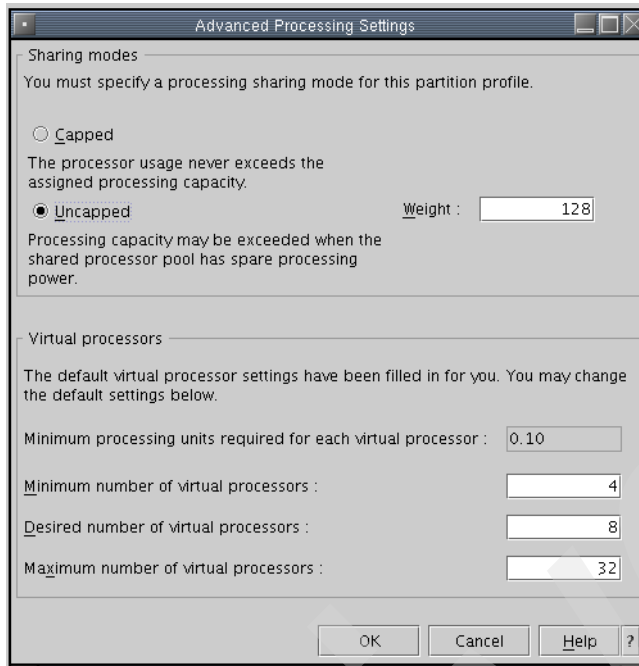 Advanced Processing Settings
Sharing modes
You must specify a processing sharing mode for this partition profile.
Capped
The processor usage never exceeds the
assigned processing capacity.
Uncapped
Weight : 128
Processing capacity may be exceeded when the
shared processor pool has spare processing
power.
Virtual processors
The default virtual processor settings have been filled in for you. You may change
the default settings below.
Minimum processing units required for each virtual processor : 0.10
Minimum number of virtual processors : 4
Desired number of virtual processors : 8
Maximum number of virtual processors : 32
OK Cancel Help ?